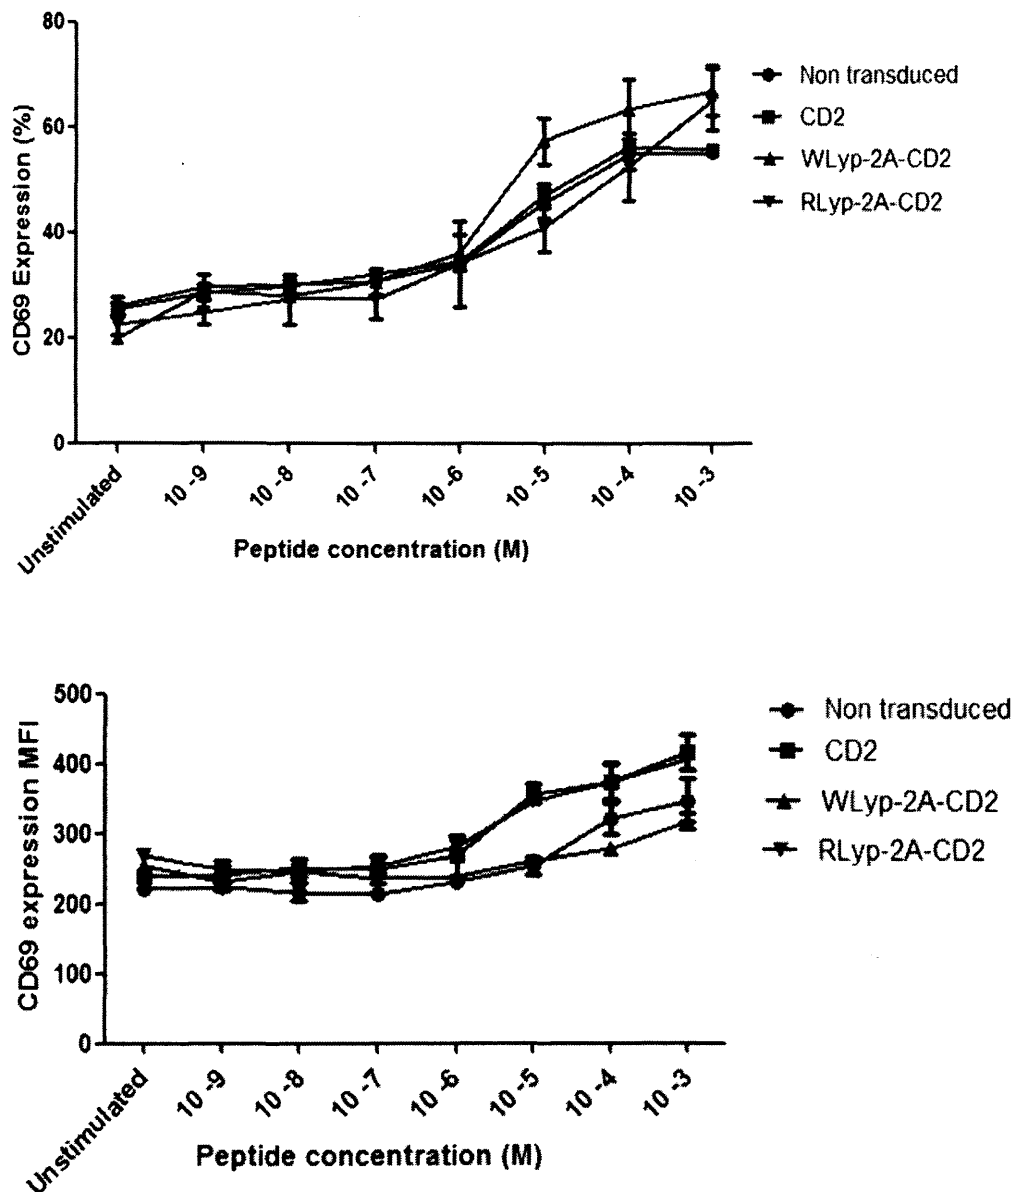 80
60
40
20
0
CD69 Expression (%)
Unstimulated
10 -9
10 -8
10 -7
10 -6
10 -5
10 -4
10 -3
Peptide concentration (M)
Non transduced
CD2
WLyp-2A-CD2
RLyp-2A-CD2
500
400
300
200
100
0
CD69 expression MFI
Unstimulated
10 -9
10 -8
10 -7
10 -6
10 -5
10 -4
10 -3
Peptide concentration (M)
Non transduced
CD2
WLyp-2A-CD2
RLyp-2A-CD2